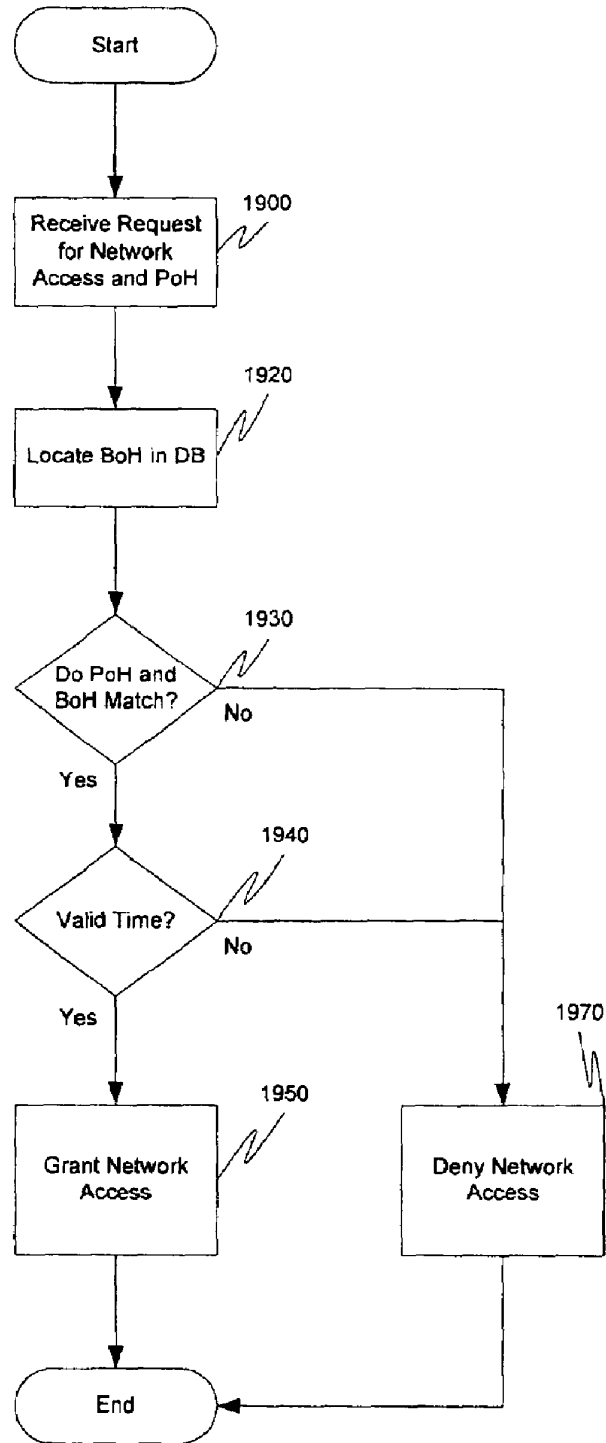 Start
1900
Receive Request
for Network
Access and PoH
1920
Locate BoH in DB
1930
Do PoH and
BoH Match?
No
Yes
1940
Valid Time?
No
Yes
1970
1950
Grant Network
Access
Deny Network
Access
End